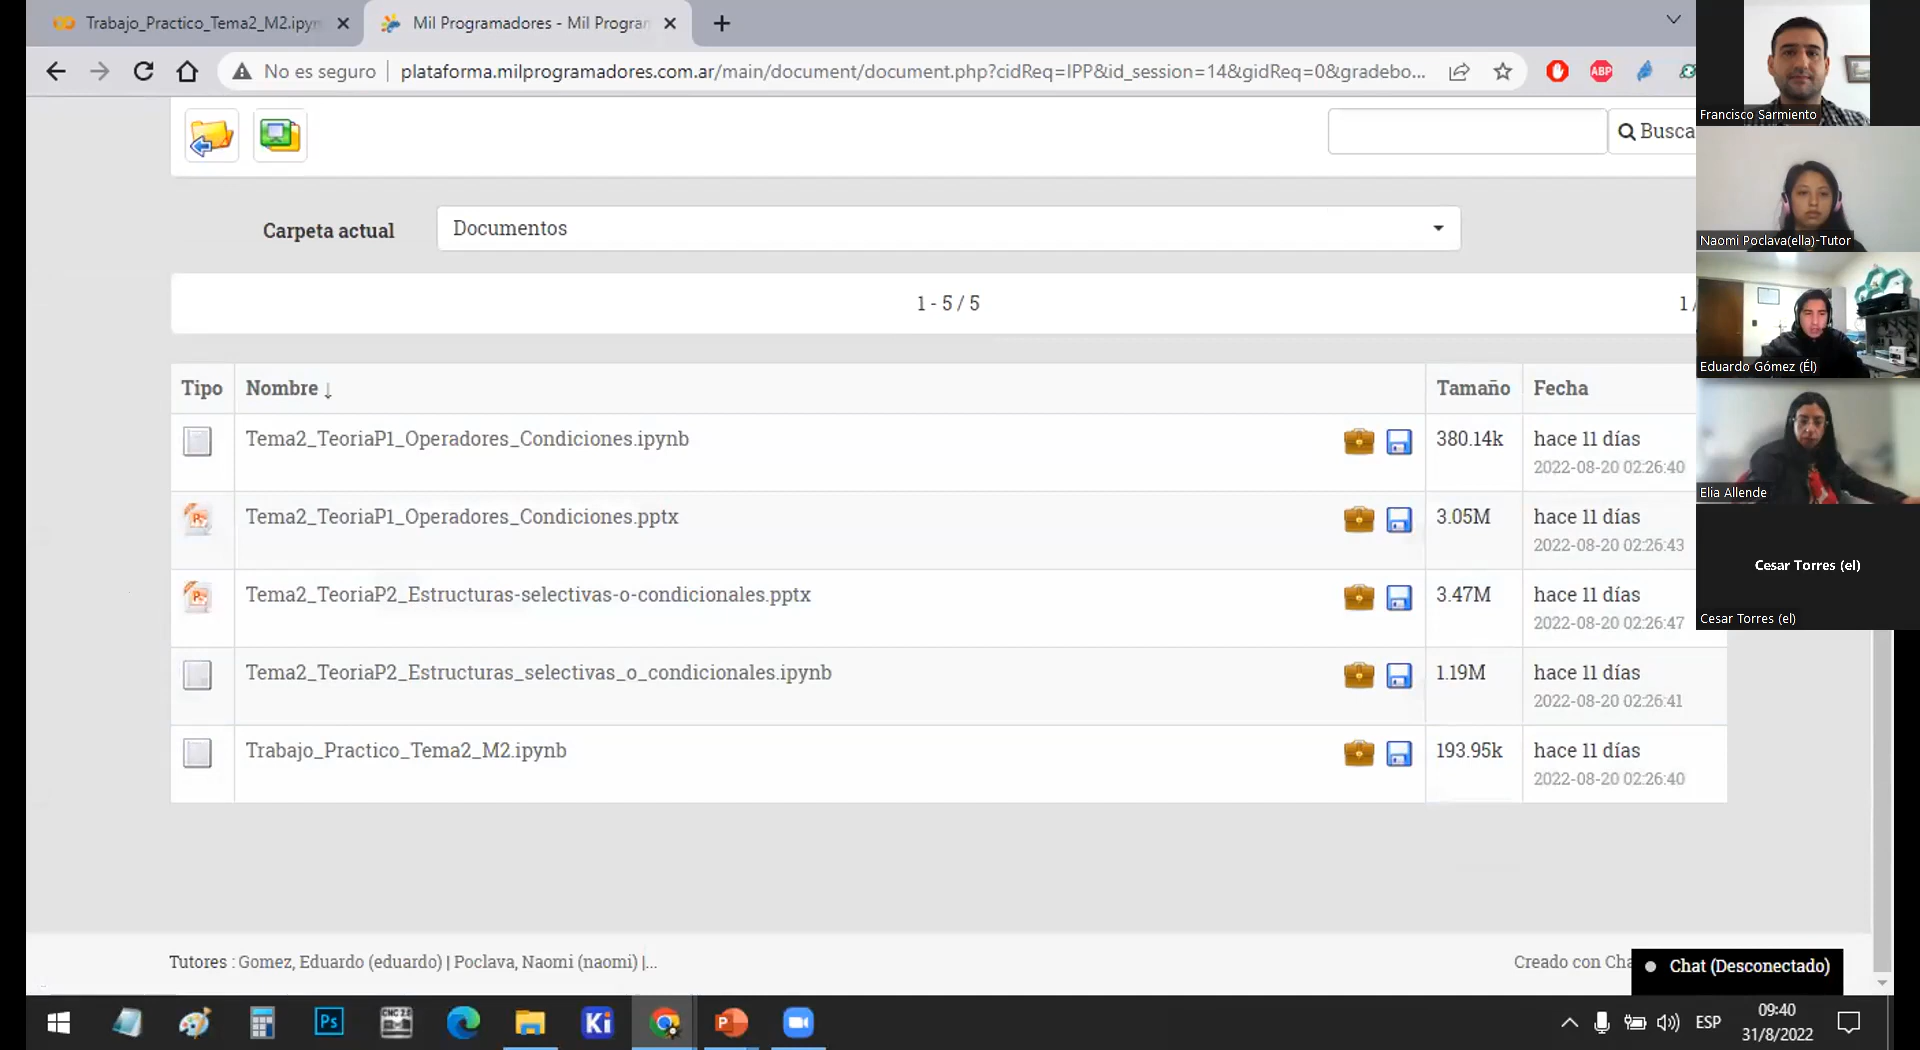 Trabajo_Practico_Tema2_M2.ipyn
Mil Programadores - Mil Progran
No es seguro
plataforma.milprogramadores.com.ar/main/document/document.php?cidReq=IPP&id_session=14&gidReq=0&gradebo...
ABP
Busca
Carpeta actual
Documentos
1 - 5 / 5
1 /
Tipo
Nombre ↓
Tamaño
Fecha
Tema2_TeoriaP1_Operadores_Condiciones.ipynb
380.14k
hace 11 días
2022-08-20 02:26:40
Tema2_TeoriaP1_Operadores_Condiciones.pptx
3.05M
hace 11 días
2022-08-20 02:26:43
Tema2_TeoriaP2_Estructuras-selectivas-o-condicionales.pptx
3.47M
hace 11 días
2022-08-20 02:26:47
Tema2_TeoriaP2_Estructuras_selectivas_o_condicionales.ipynb
1.19M
hace 11 días
2022-08-20 02:26:41
Trabajo_Practico_Tema2_M2.ipynb
193.95k
hace 11 días
2022-08-20 02:26:40
Tutores : Gomez, Eduardo (eduardo) | Poclava, Naomi (naomi) |...
Creado con Cha
Chat (Desconectado)
Francisco Sarmiento
Naomi Poclava(ella)-Tutor
Eduardo Gómez (Él)
Elia Allende
Cesar Torres (el)
Cesar Torres (el)
Ps
CNC 2.0
Ki
P
ESP
09:40
31/8/2022